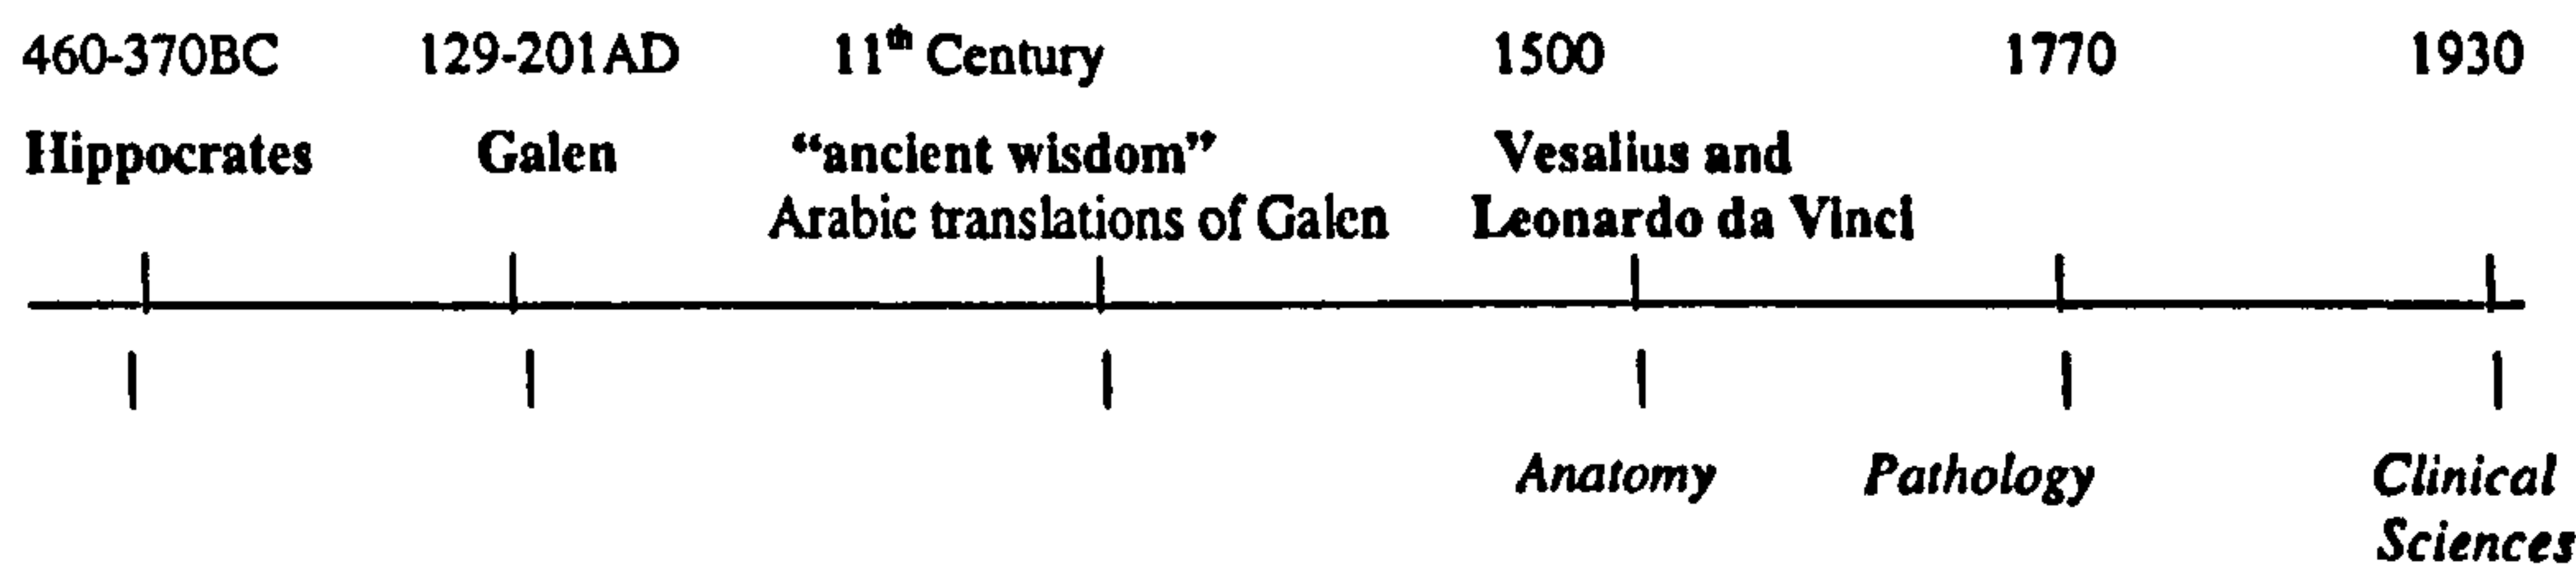 460-370BC 129-201AD 11th Century 1500 1770 1930
Hippocrates Galen “ancient wisdom” Vesalius and
Arabic translations of Galen Leonardo da Vinci
Anatomy Pathology Clinical
Sciences